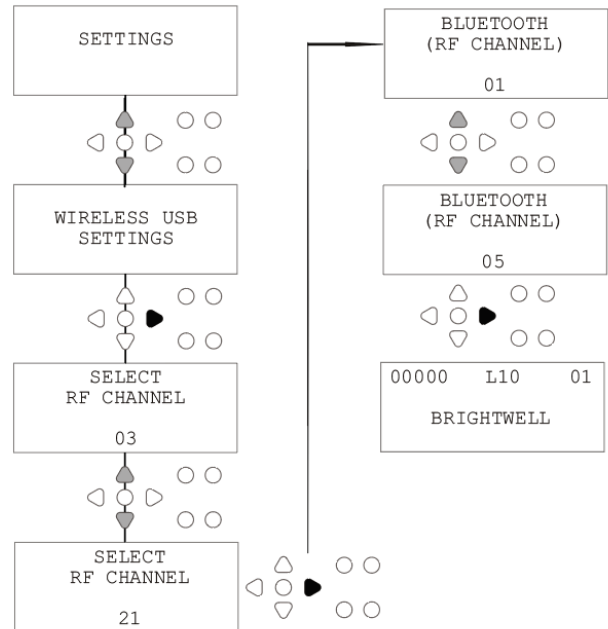 SETTINGS
WIRELESS USB
SETTINGS
SELECT
RF CHANNEL
03
SELECT
RF CHANNEL
21
BLUETOOTH
(RF CHANNEL)
01
BLUETOOTH
(RF CHANNEL)
05
00000 L10 01
BRIGHTWELL